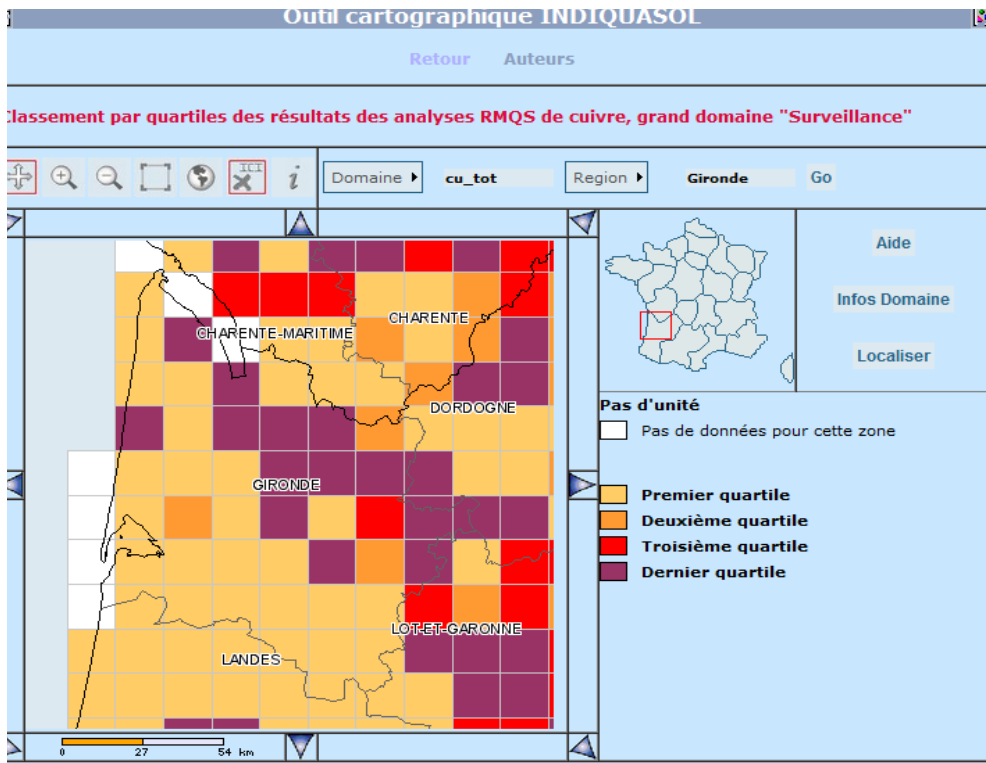 Outil cartographique INDIQUASOL
Retour Auteurs
Classement par quartiles des résultats des analyses RMQS de cuivre, grand domaine "Surveillance"
ICI
i
Domaine cu_tot Region Gironde Go
Aide
Infos Domaine
Localiser
CHARENTE
CHARENTE-MARITIME
DORDOGNE
GIRONDE
LOT-ET-GARONNE
LANDES
0 27 54 km
Pas d'unité
Pas de données pour cette zone
Premier quartile
Deuxième quartile
Troisième quartile
Dernier quartile